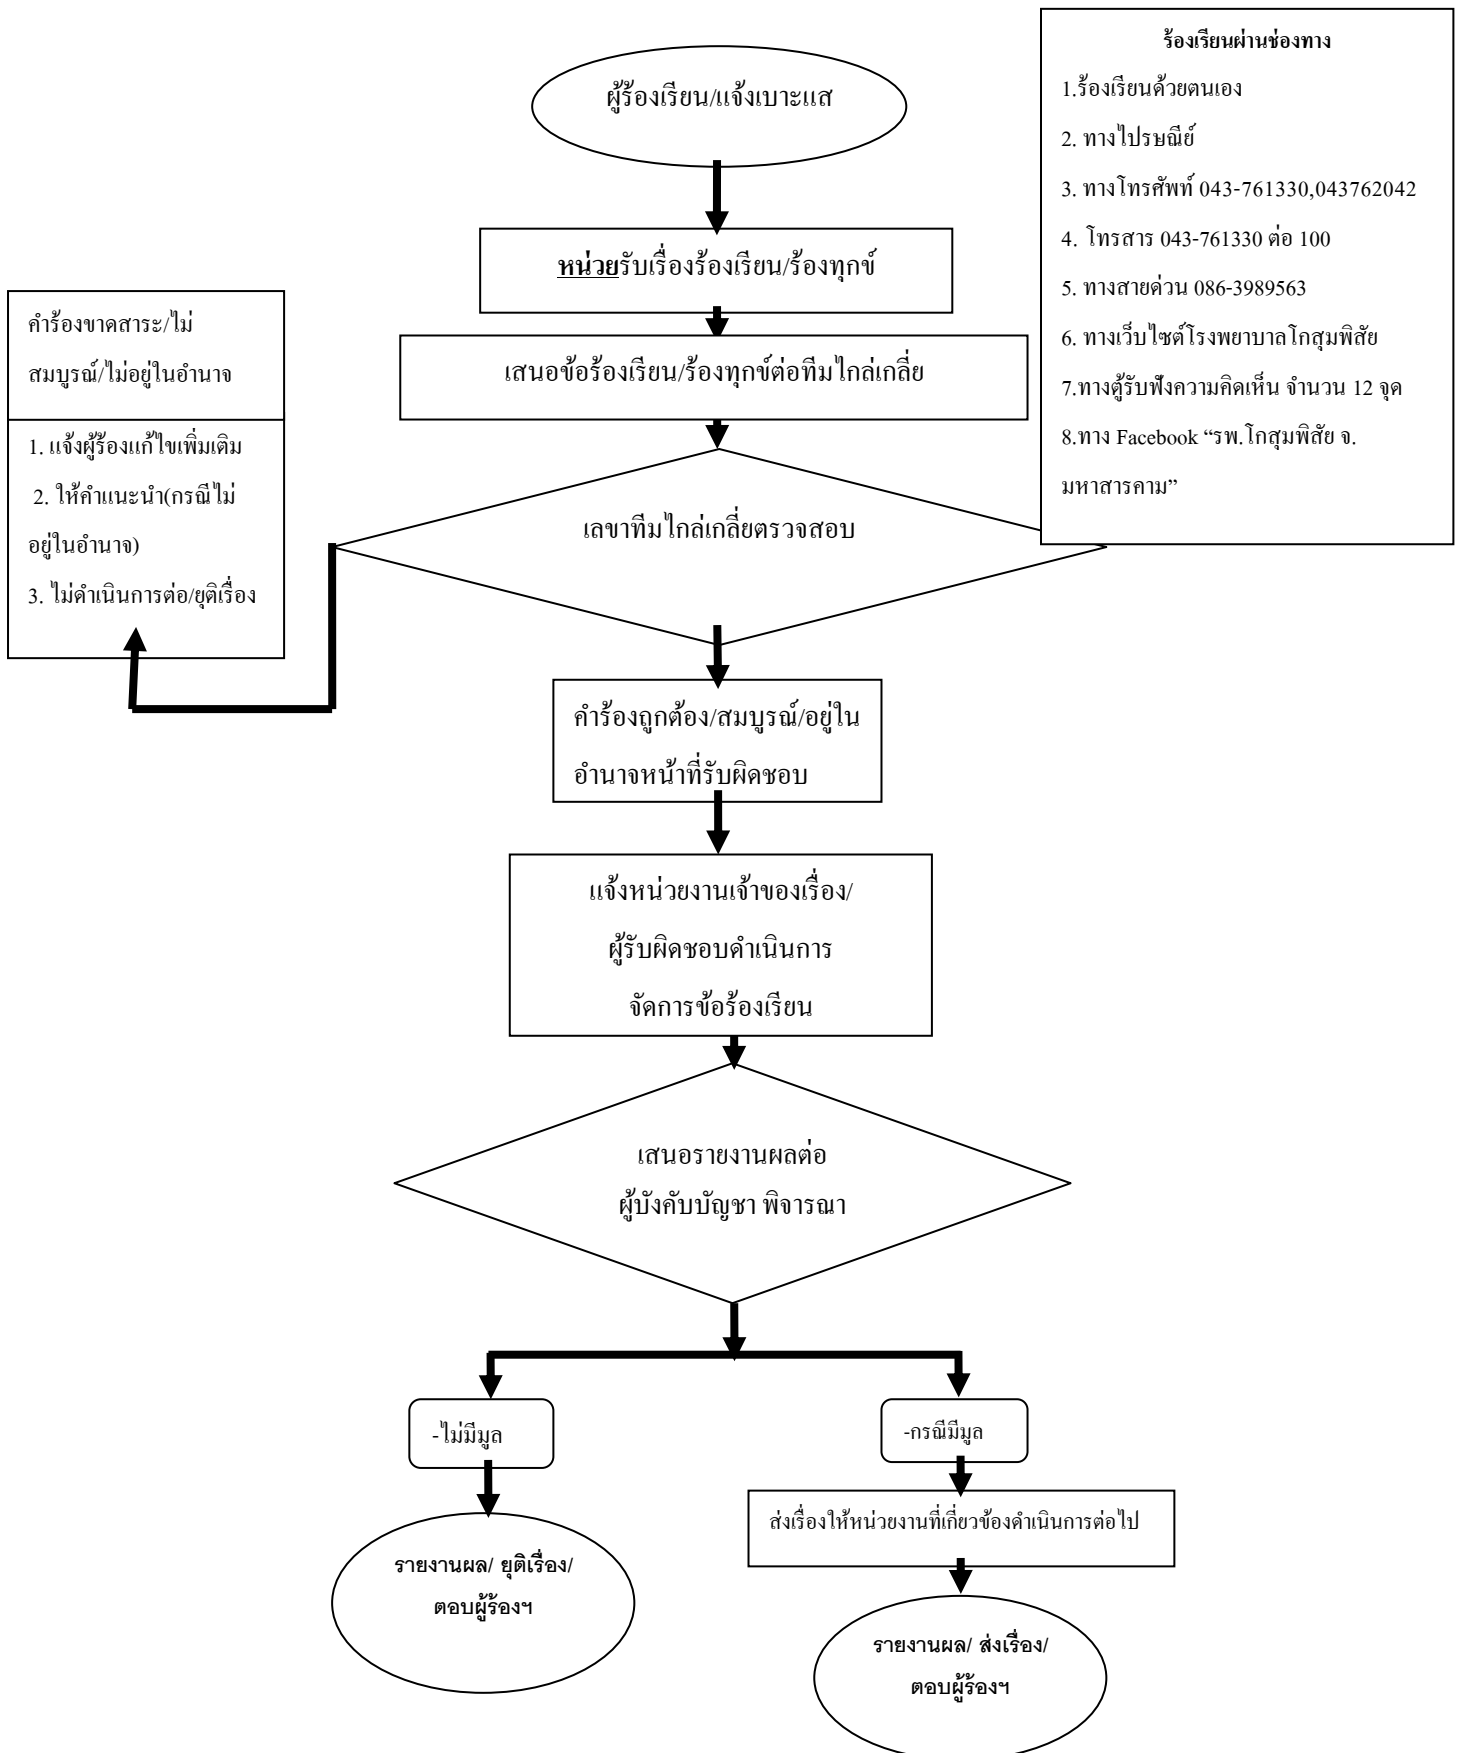 ผู้ร้องเรียน/แจ้งเบาะแส
ร้องเรียนผ่านช่องทาง
1.ร้องเรียนด้วยตนเอง
2. ทางไปรษณีย์
3. ทางโทรศัพท์ 043-761330,043762042
4. โทรสาร 043-761330 ต่อ 100
5. ทางสายด่วน 086-3989563
6. ทางเว็บไซต์โรงพยาบาลโกสุมพิสัย
7.ทางตู้รับฟังความคิดเห็น จำนวน 12 จุด
8.ทาง Facebook “รพ.โกสุมพิสัย จ.
มหาสารคาม”
หน่วยรับเรื่องร้องเรียน/ร้องทุกข์
เสนอข้อร้องเรียน/ร้องทุกข์ต่อทีมไกล่เกลี่ย
คำร้องขาดสาระ/ไม่
สมบูรณ์/ไม่อยู่ในอำนาจ
1. แจ้งผู้ร้องแก้ไขเพิ่มเติม
2. ให้คำแนะนำ(กรณีไม่
อยู่ในอำนาจ)
3. ไม่ดำเนินการต่อ/ยุติเรื่อง
เลขาทีมไกล่เกลี่ยตรวจสอบ
คำร้องถูกต้อง/สมบูรณ์/อยู่ใน
อำนาจหน้าที่รับผิดชอบ
แจ้งหน่วยงานเจ้าของเรื่อง/
ผู้รับผิดชอบดำเนินการ
จัดการข้อร้องเรียน
เสนอรายงานผลต่อ
ผู้บังคับบัญชา พิจารณา
-ไม่มีมูล
-กรณีมีมูล
ส่งเรื่องให้หน่วยงานที่เกี่ยวข้องดำเนินการต่อไป
รายงานผล/ ยุติเรื่อง/
ตอบผู้ร้องฯ
รายงานผล/ ส่งเรื่อง/
ตอบผู้ร้องฯ